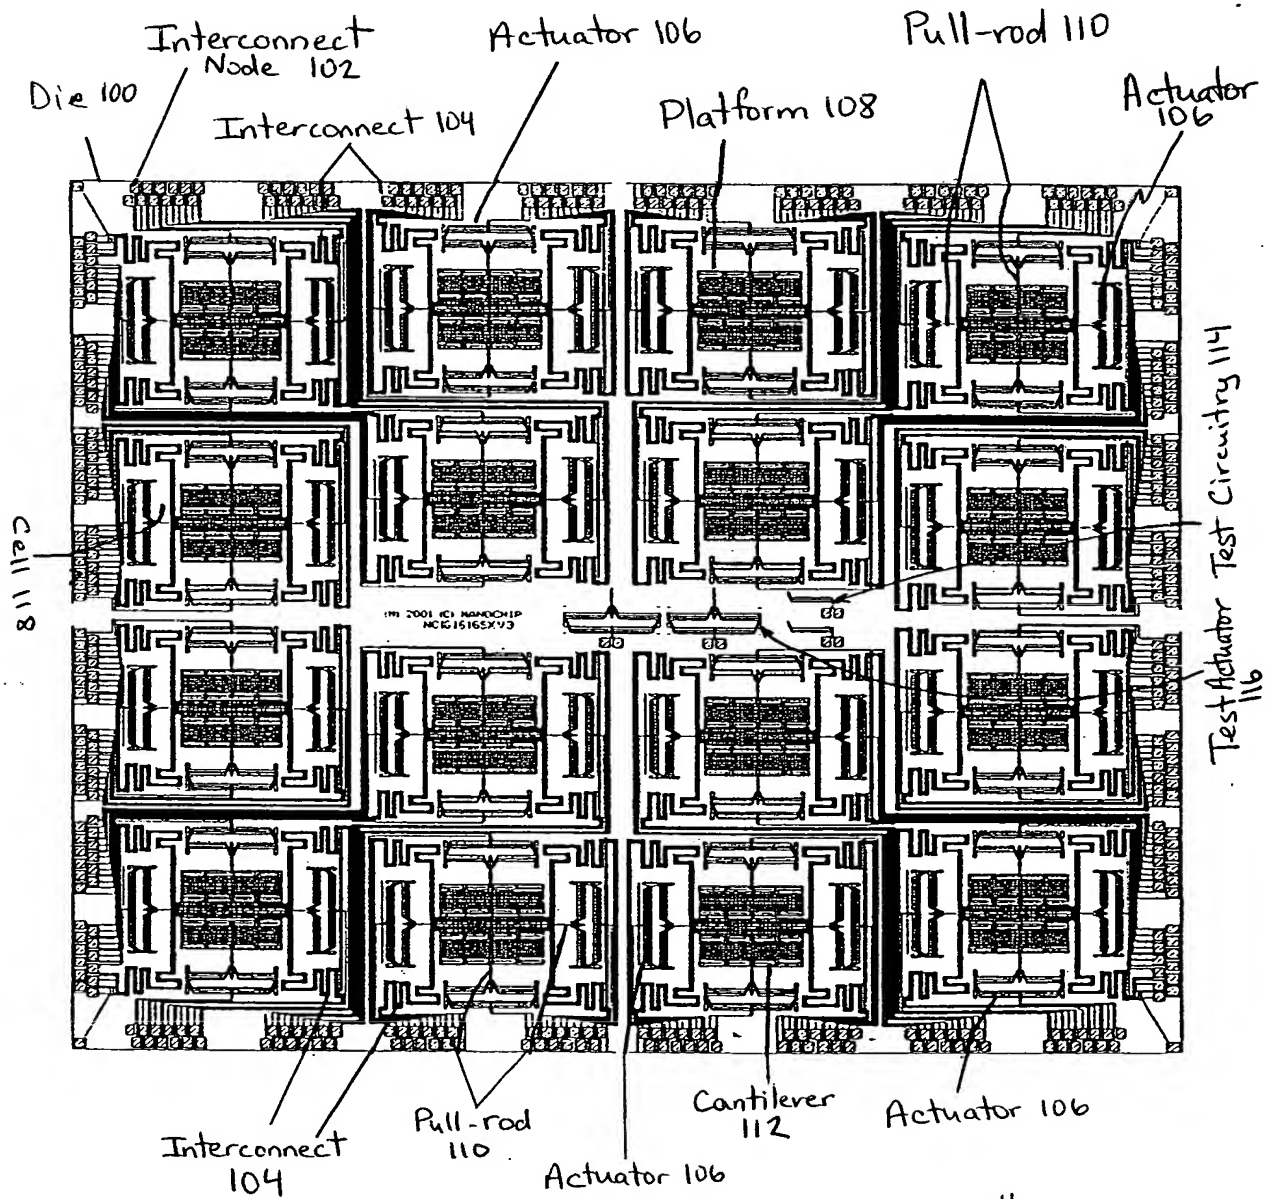 Interconnect
Node 102
Actuator 106
Pull-rod 110
Die 100
Interconnect 104
Platform 108
Actuator
106
Cell 118
Test Circuitry 114
Test Actuator
116
(M) 2001 (C) NANOCHIP
Interconnect
104
Pull-rod
110
Actuator 106
Cantilever
112
Actuator 106